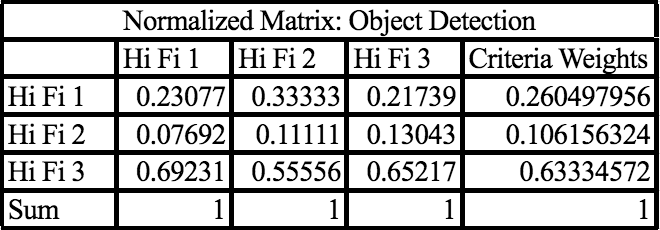 Normalized Matrix: Object Detection
Hi Fi 1 Hi Fi 2 Hi Fi 3 Criteria Weights
Hi Fi 1 0.23077 0.33333 0.21739 0.260497956
Hi Fi 2 0.07692 0.11111 0.13043 0.106156324
Hi Fi 3 0.69231 0.55556 0.65217 0.63334572
Sum 1 1 1 1